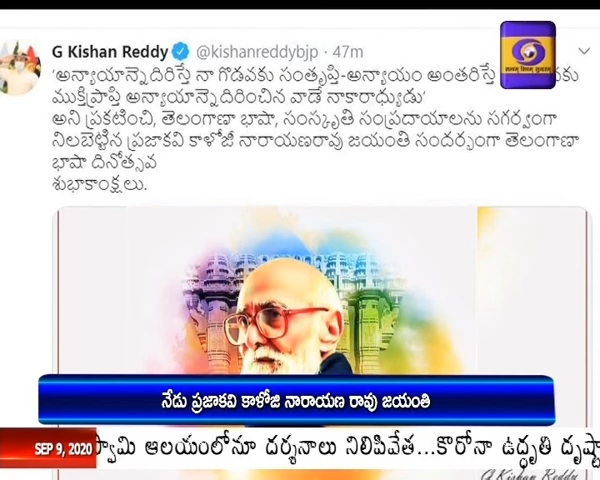 G Kishan Reddy @kishanreddybjp · 47m
'అన్యాయాన్నెదిరిస్తే నా గొడవకు సంతృప్తి-అన్యాయం అంతరిస్తే
ముక్తిప్రాప్తి అన్యాయాన్నెదిరించిన వాడే నాకారాధ్యుడు'
అని ప్రకటించి, తెలంగాణా భాషా, సంస్కృతి సంప్రదాయాలను సగర్వంగా
నిలబెట్టిన ప్రజాకవి కాళోజీ నారాయణరావు జయంతి సందర్భంగా తెలంగాణా
భాషా దినోత్సవ
శుభాకాంక్షలు.
నేడు ప్రజాకవి కాళోజి నారాయణ రావు జయంతి
SEP 9, 2020 స్వామి ఆలయంలోనూ దర్శనాలు నిలిపివేత...కొరోనా ఉద్ధృతి దృష్టా
G Kishan Reddy